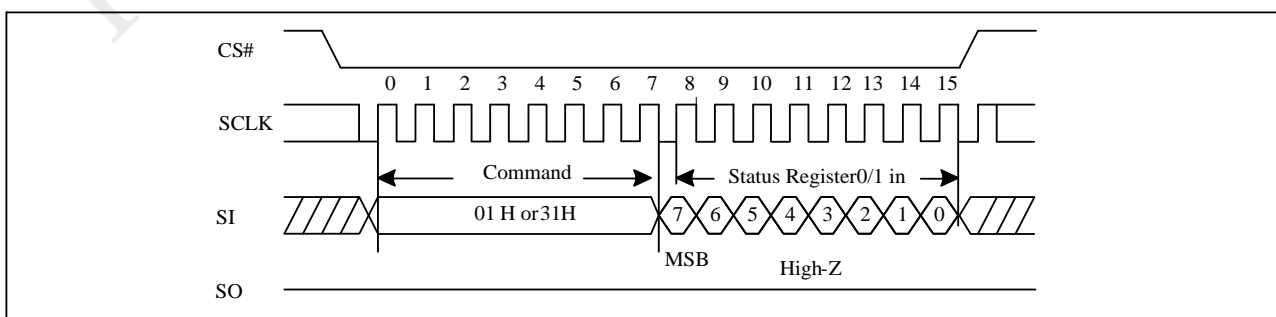 CS#
0 1 2 3 4 5 6 7 8 9 10 11 12 13 14 15
SCLK
Command Status Register0/1 in
SI 01 H or31H 7 6 5 4 3 2 1 0
MSB High-Z
SO